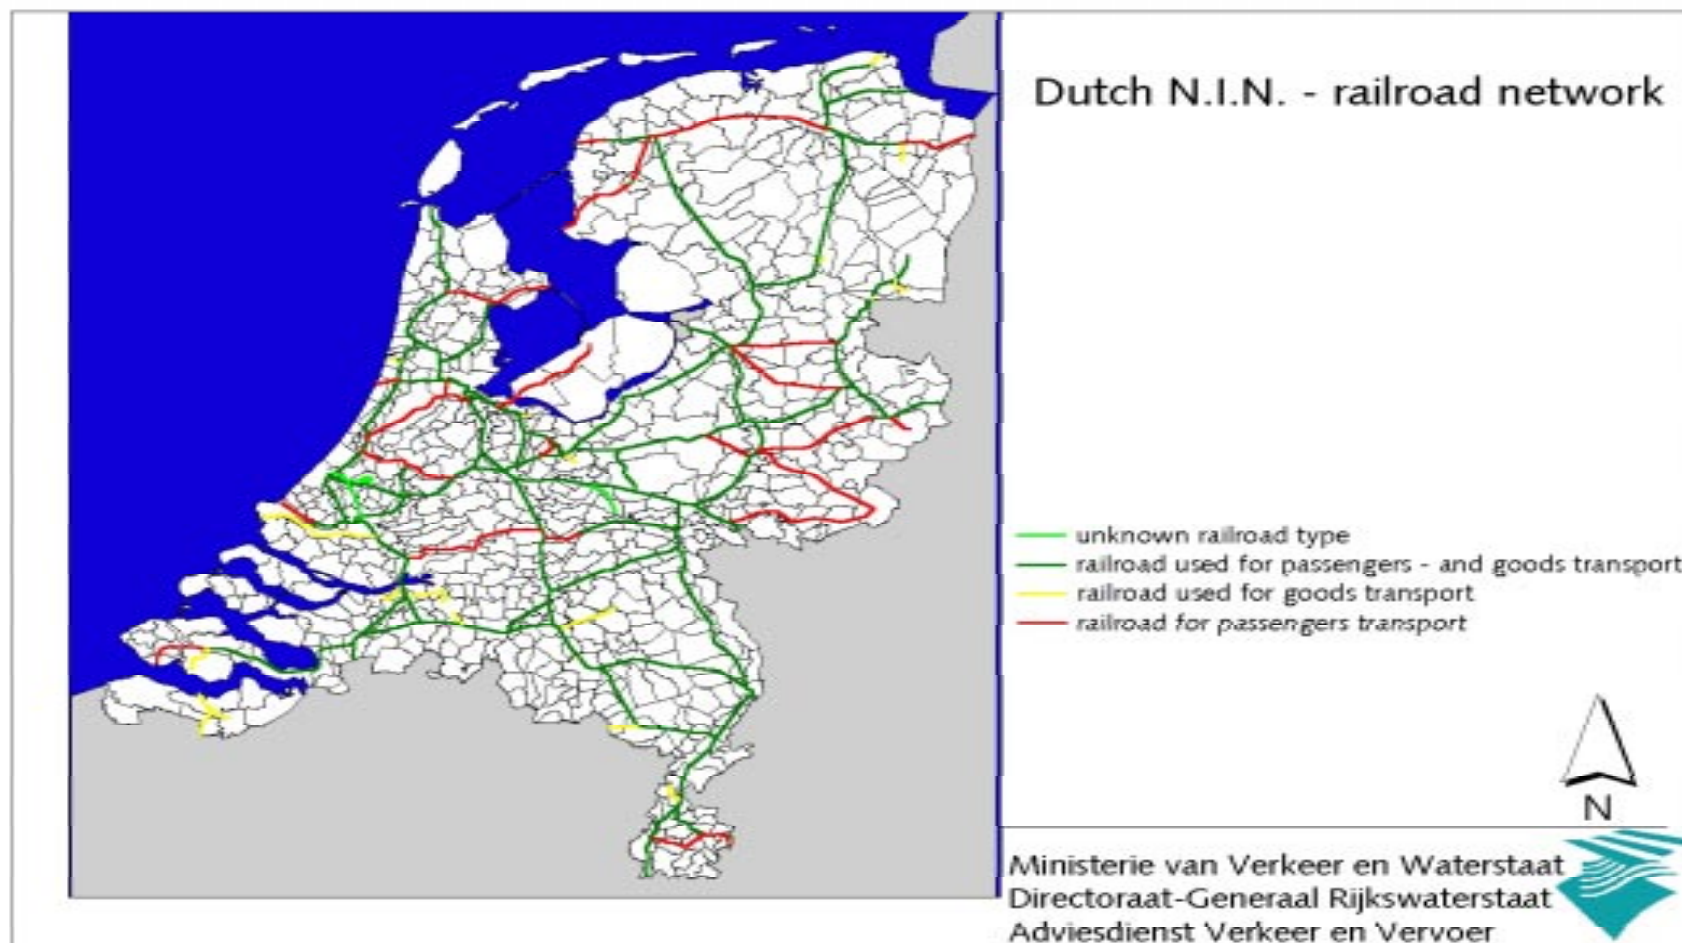 Dutch N.I.N. - railroad network
unknown railroad type
railroad used for passengers - and goods transport
railroad used for goods transport
railroad for passengers transport
N
Ministerie van Verkeer en Waterstaat
Directoraat-Generaal Rijkswaterstaat
Adviesdienst Verkeer en Vervoer